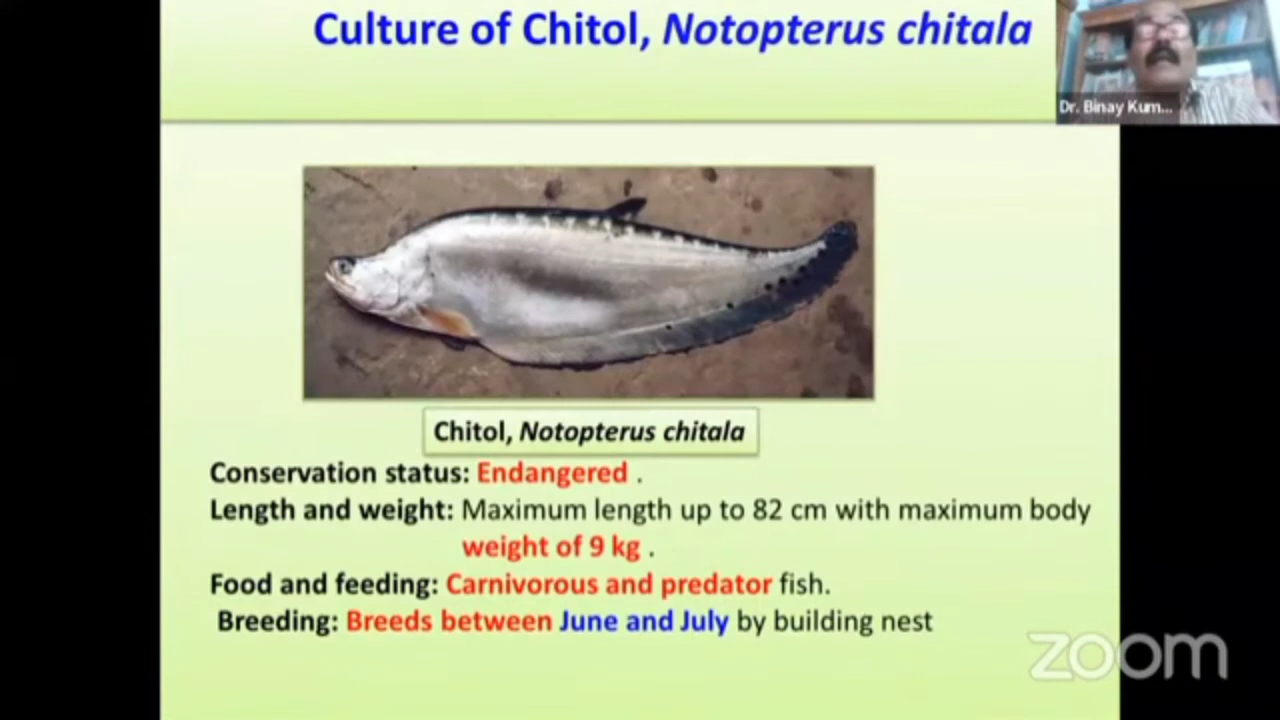 Culture of Chitol, Notopterus chitala
Dr. Binay Kum...
Chitol, Notopterus chitala
Conservation status: Endangered .
Length and weight: Maximum length up to 82 cm with maximum body
weight of 9 kg .
Food and feeding: Carnivorous and predator fish.
Breeding: Breeds between June and July by building nest
zoom